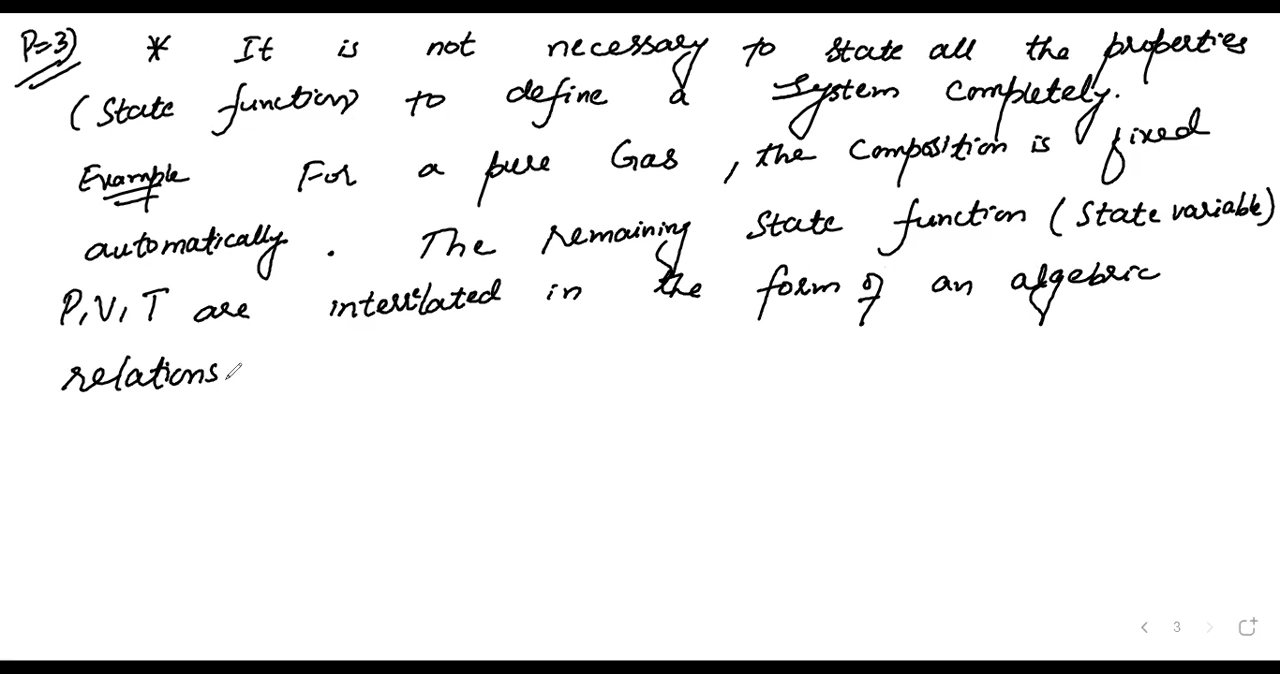 P=3) * It is not necessary to state all the properties
(State function) to define a System completely.
Example For a pure Gas, the composition is fixed
automatically. The remaining state function (State variable)
P, V, T are interrelated in the form of an algebric
relations
3